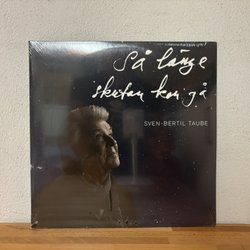 Så länge
skutan kan gå
SVEN-BERTIL TAUBE